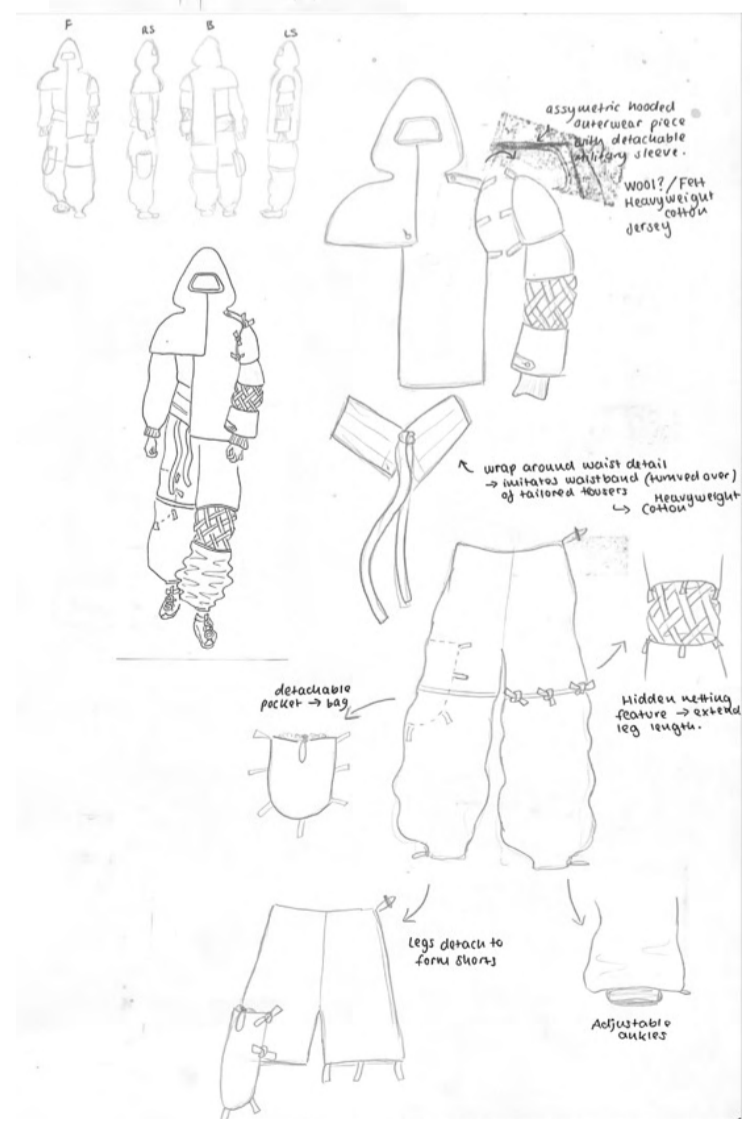 F
RS
B
LS
assymetric hooded
outerwear piece
with detachable
military sleeve.
WOOl?/Felt
Heavyweight
cotton
Jersey
wrap around waist detail
→ imitates waistband (turnved over)
of tailored tousers
Heavyweight
↳ cotton
detachable
pocket → bag
Hidden netting
feature → extend
leg length.
Legs detach to
form shorts
Adjustable
ankles